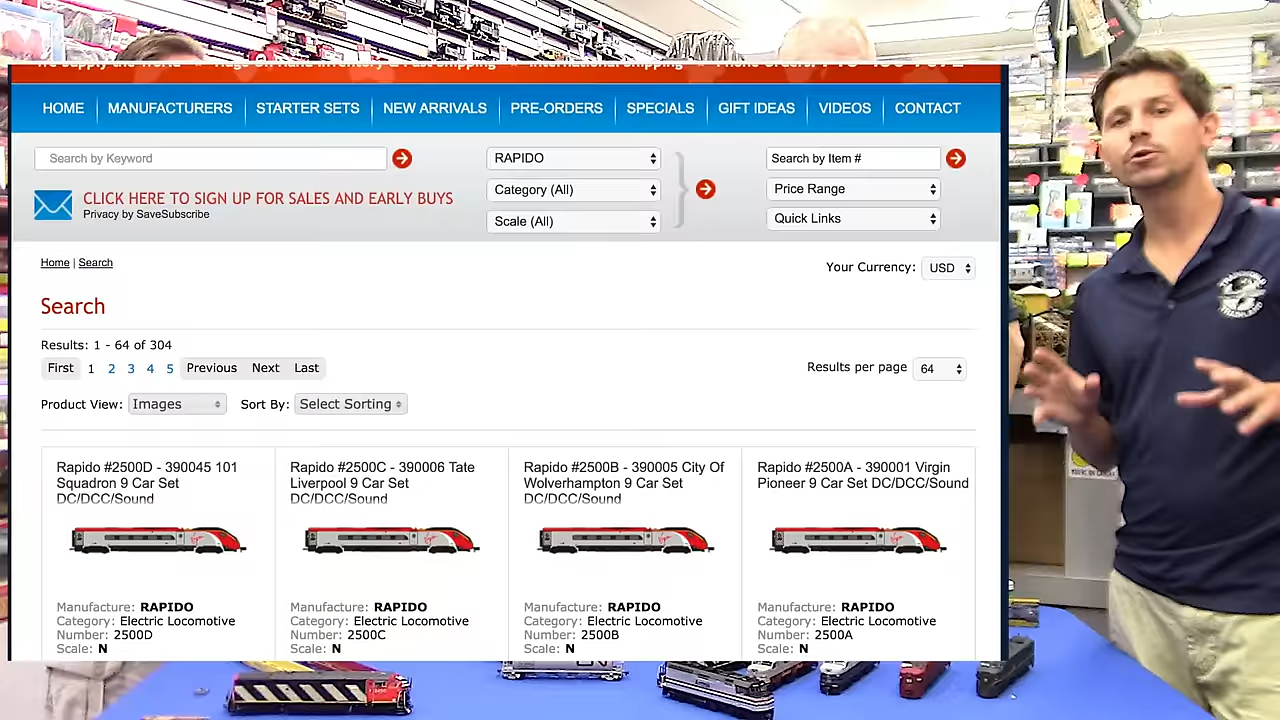 HOME MANUFACTURERS STARTER SETS NEW ARRIVALS PRE-ORDERS SPECIALS GIFT IDEAS VIDEOS CONTACT
Search by Keyword
RAPIDO
Search by Item #
Category (All)
Price Range
CLICK HERE TO SIGN UP FOR SALES AND EARLY BUYS
Privacy by SaveSubscribe
Scale (All)
Quick Links
Home | Search
Your Currency: USD
Search
Results: 1 - 64 of 304
First 1 2 3 4 5 Previous Next Last
Results per page 64
Product View: Images Sort By: Select Sorting
Rapido #2500D - 390045 101
Squadron 9 Car Set
DC/DCC/Sound
Manufacture: RAPIDO
Category: Electric Locomotive
Number: 2500D
Scale: N
Rapido #2500C - 390006 Tate
Liverpool 9 Car Set
DC/DCC/Sound
Manufacture: RAPIDO
Category: Electric Locomotive
Number: 2500C
Scale: N
Rapido #2500B - 390005 City Of
Wolverhampton 9 Car Set
DC/DCC/Sound
Manufacture: RAPIDO
Category: Electric Locomotive
Number: 2500B
Scale: N
Rapido #2500A - 390001 Virgin
Pioneer 9 Car Set DC/DCC/Sound
Manufacture: RAPIDO
Category: Electric Locomotive
Number: 2500A
Scale: N